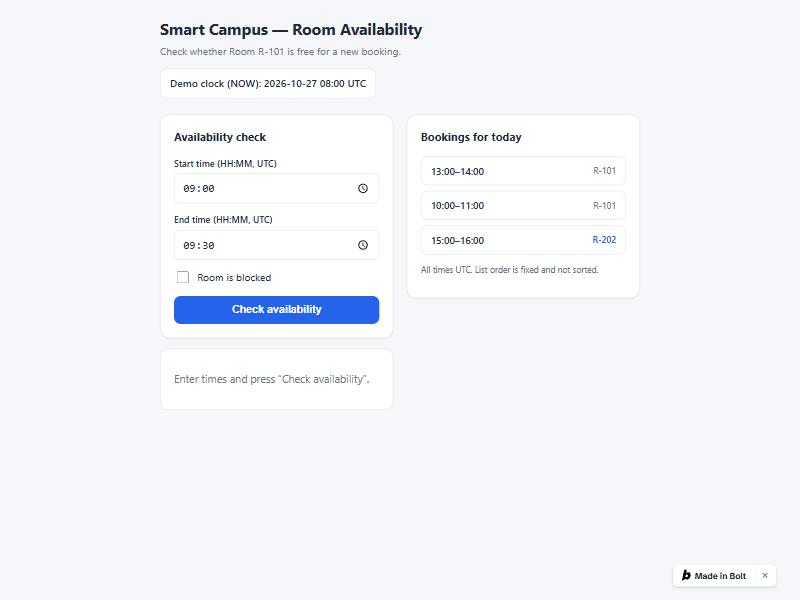 Smart Campus — Room Availability
Check whether Room R-101 is free for a new booking.
Demo clock (NOW): 2026-10-27 08:00 UTC
Availability check
Start time (HH:MM, UTC)
09:00
End time (HH:MM, UTC)
09:30
Room is blocked
Check availability
Enter times and press “Check availability”.
Bookings for today
13:00–14:00 R-101
10:00–11:00 R-101
15:00–16:00 R-202
All times UTC. List order is fixed and not sorted.
Made in Bolt ×